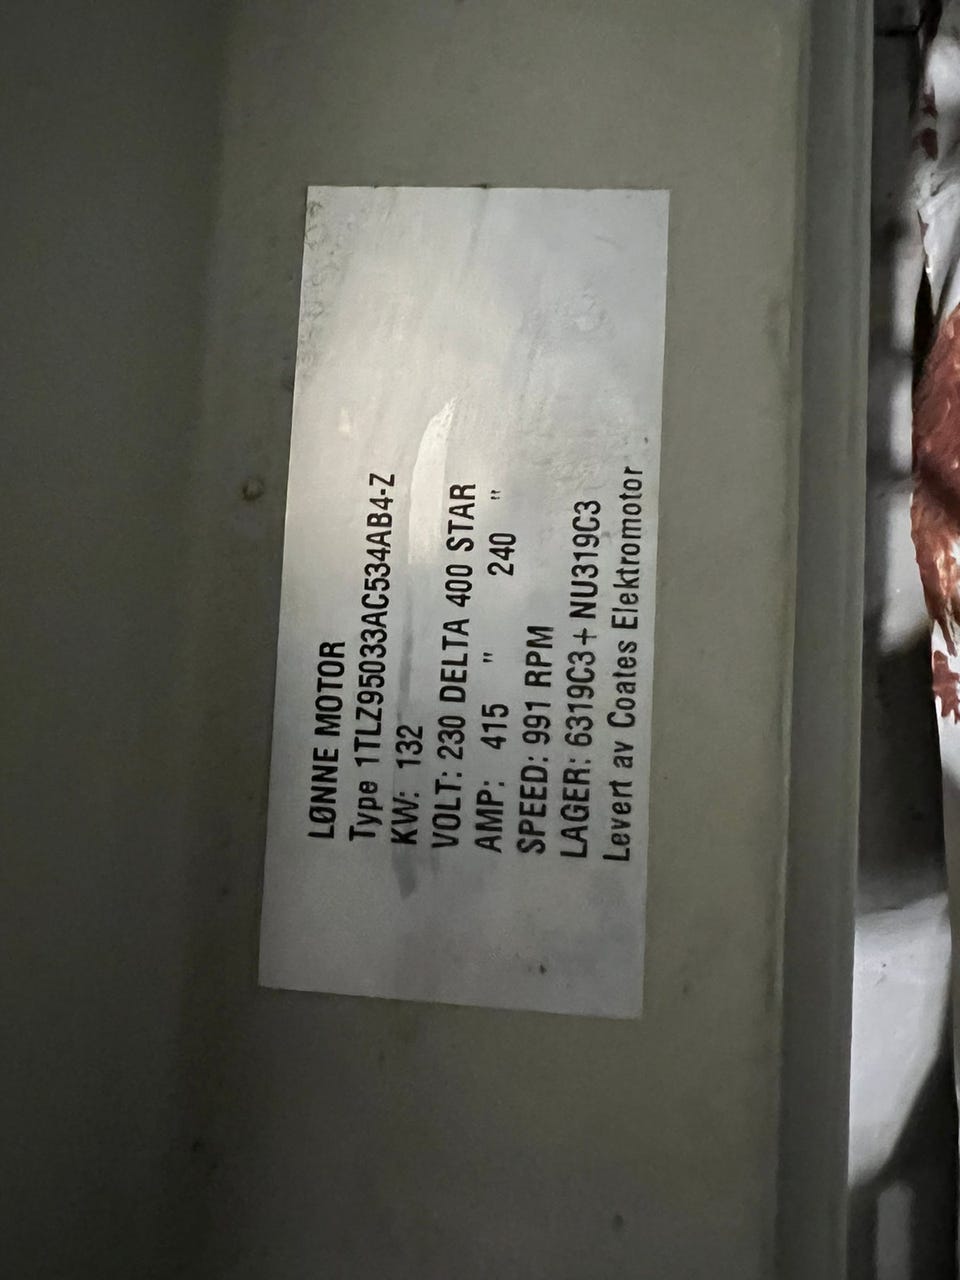 LØNNE MOTOR
Type 1TLZ95033AC534AB4-Z
KW: 132
VOLT: 230 DELTA 400 STAR
AMP: 415 " 240 "
SPEED: 991 RPM
LAGER: 6319C3+NU319C3
Levert av Coates Elektromotor